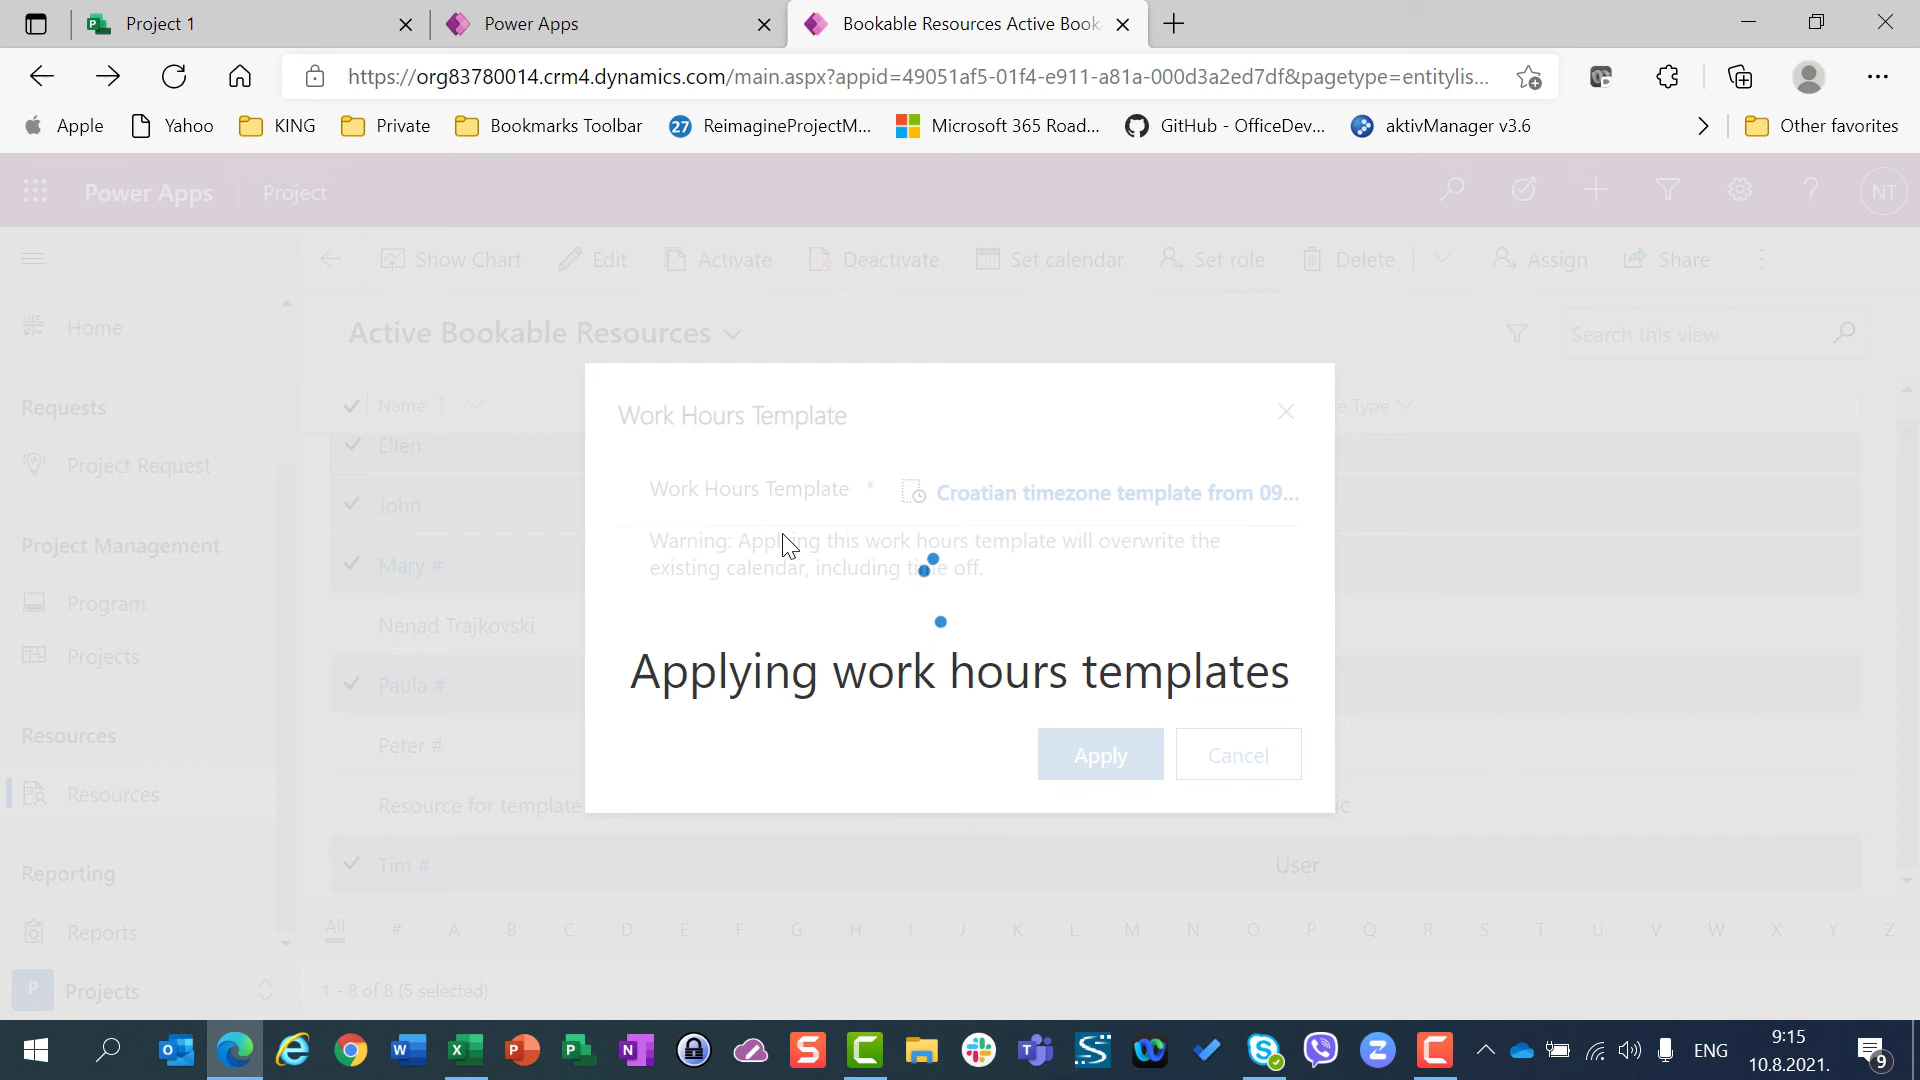 Project 1
Power Apps
Bookable Resources Active Book
https://org83780014.crm4.dynamics.com/main.aspx?appid=49051af5-01f4-e911-a81a-000d3a2ed7df&pagetype=entitylis...
Apple
Yahoo
KING
Private
Bookmarks Toolbar
27
ReimagineProjectM...
Microsoft 365 Road...
GitHub - OfficeDev...
aktivManager v3.6
Other favorites
Power Apps
Project
NT
Show Chart
Edit
Activate
Deactivate
Set calendar
Set role
Delete
Assign
Share
Home
Requests
Project Request
Project Management
Program
Projects
Resources
Resources
Reporting
Reports
P
Projects
Active Bookable Resources
Search this view
Name
Type
Ellen
John
Mary #
Nenad Trajkovski
Paula #
Peter #
Resource for template
Tim #
User
Work Hours Template
Work Hours Template *
Croatian timezone template from 09...
Warning: Applying this work hours template will overwrite the
existing calendar, including time off.
Applying work hours templates
Apply
Cancel
All # A B C D E F G H I J K L M N O P Q R S T U V W X Y Z
1 - 8 of 8 (5 selected)
ENG
9:15
10.8.2021.
9